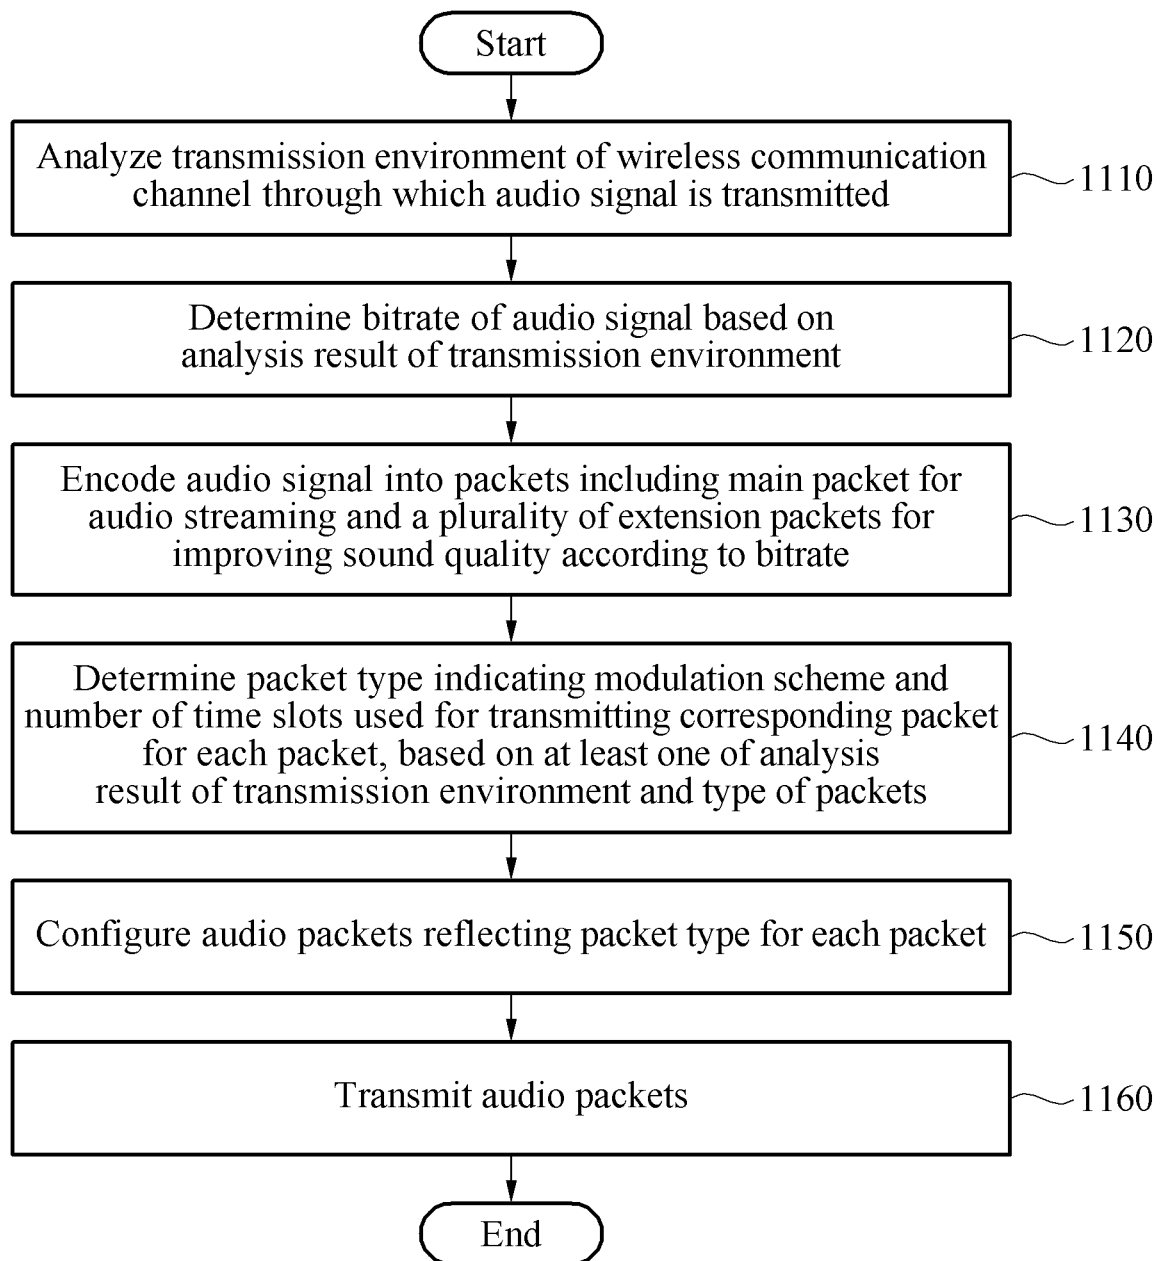 Start
Analyze transmission environment of wireless communication
channel through which audio signal is transmitted
1110
Determine bitrate of audio signal based on
analysis result of transmission environment
1120
Encode audio signal into packets including main packet for
audio streaming and a plurality of extension packets for
improving sound quality according to bitrate
1130
Determine packet type indicating modulation scheme and
number of time slots used for transmitting corresponding packet
for each packet, based on at least one of analysis
result of transmission environment and type of packets
1140
Configure audio packets reflecting packet type for each packet
1150
Transmit audio packets
1160
End